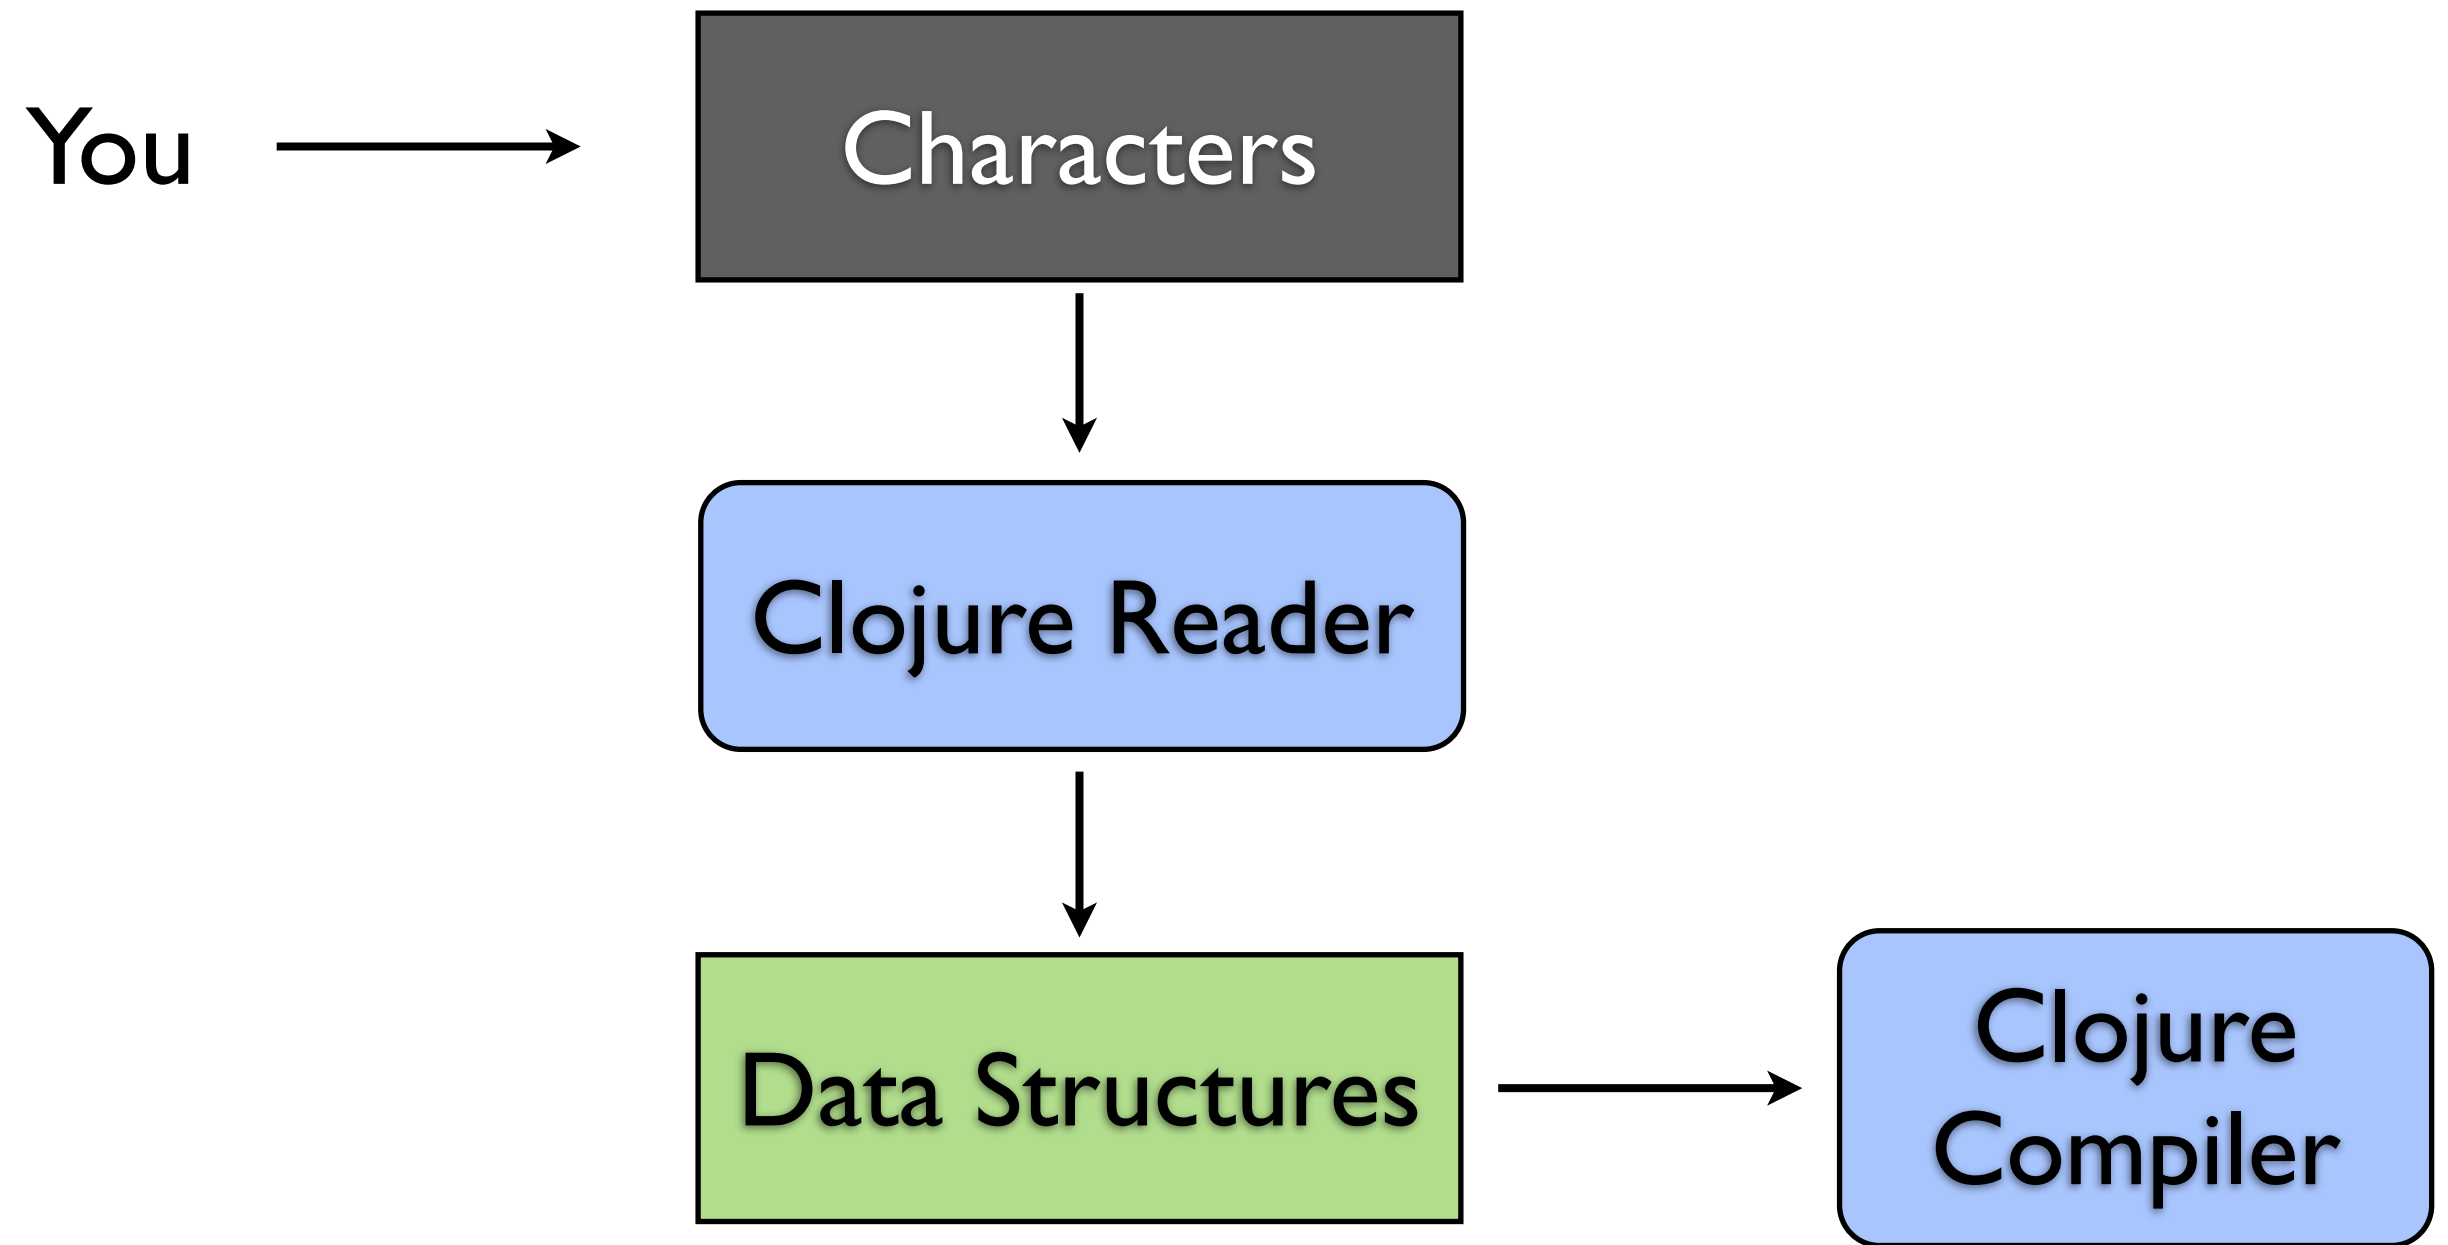 You
Characters
Clojure Reader
Data Structures
Clojure
Compiler